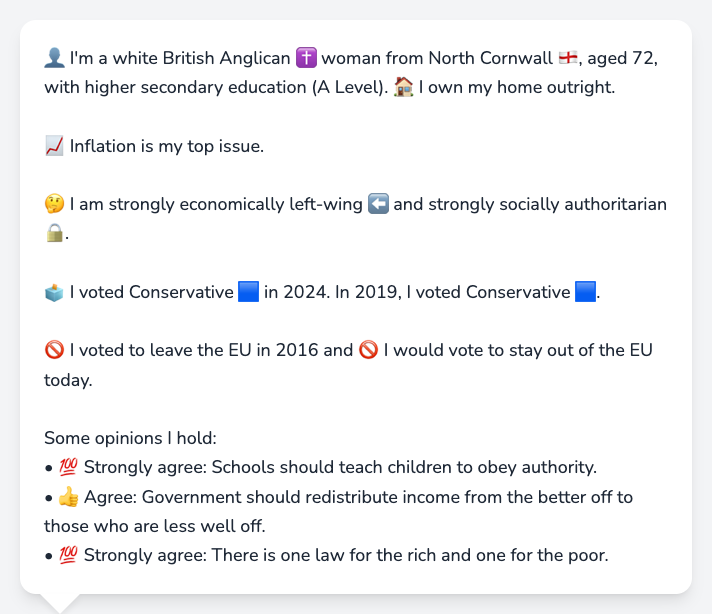 👤 I'm a white British Anglican ✝️ woman from North Cornwall 🏴󠁧󠁢󠁥󠁮󠁧󠁿, aged 72,
with higher secondary education (A Level). 🏠 I own my home outright.
📈 Inflation is my top issue.
🤔 I am strongly economically left-wing ⬅️ and strongly socially authoritarian
🔒.
🗳️ I voted Conservative 🟦 in 2024. In 2019, I voted Conservative 🟦.
🚫 I voted to leave the EU in 2016 and 🚫 I would vote to stay out of the EU
today.
Some opinions I hold:
• 💯 Strongly agree: Schools should teach children to obey authority.
• 👍 Agree: Government should redistribute income from the better off to
those who are less well off.
• 💯 Strongly agree: There is one law for the rich and one for the poor.